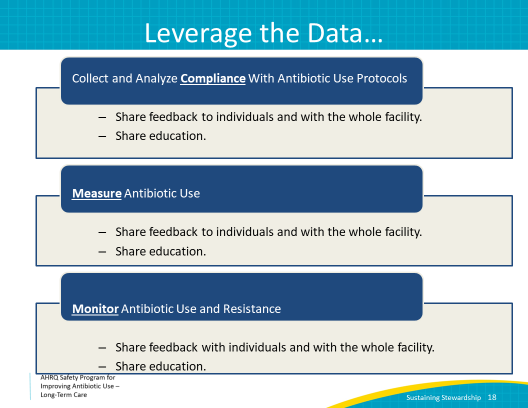 Leverage the Data...
Collect and Analyze Compliance With Antibiotic Use Protocols
– Share feedback to individuals and with the whole facility.
– Share education.
Measure Antibiotic Use
– Share feedback to individuals and with the whole facility.
– Share education.
Monitor Antibiotic Use and Resistance
– Share feedback with individuals and with the whole facility.
– Share education.
AHRQ Safety Program for
Improving Antibiotic Use –
Long-Term Care
Sustaining Stewardship 18